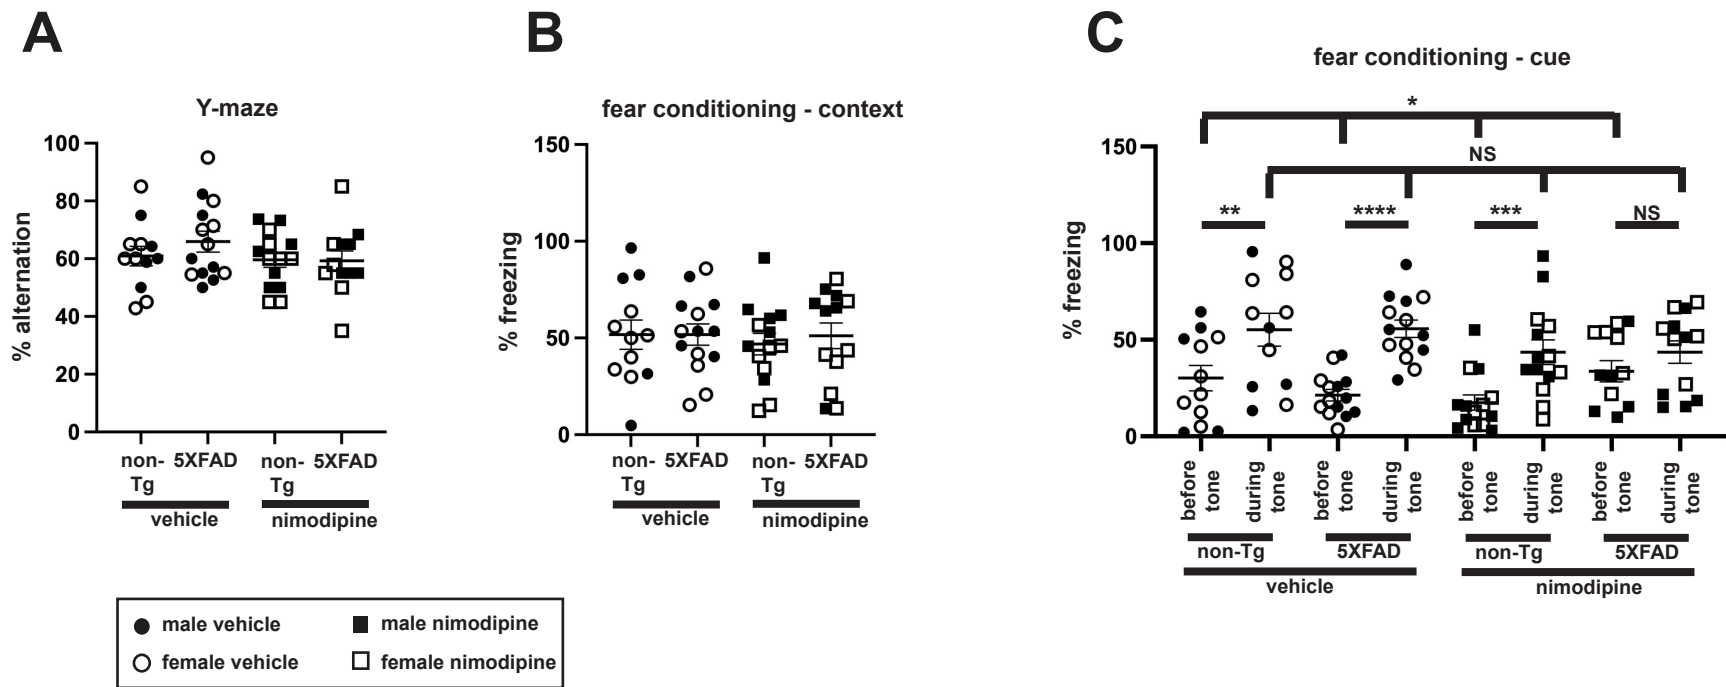 A
B
C
Y-maze
% alternation
100
80
60
40
20
0
non-Tg
5XFAD
non-Tg
5XFAD
vehicle
nimodipine
fear conditioning - context
% freezing
150
100
50
0
non-Tg
5XFAD
non-Tg
5XFAD
vehicle
nimodipine
fear conditioning - cue
*
NS
**
****
***
NS
% freezing
150
100
50
0
before tone
during tone
before tone
during tone
before tone
during tone
before tone
during tone
non-Tg
5XFAD
non-Tg
5XFAD
vehicle
nimodipine
male vehicle
male nimodipine
female vehicle
female nimodipine